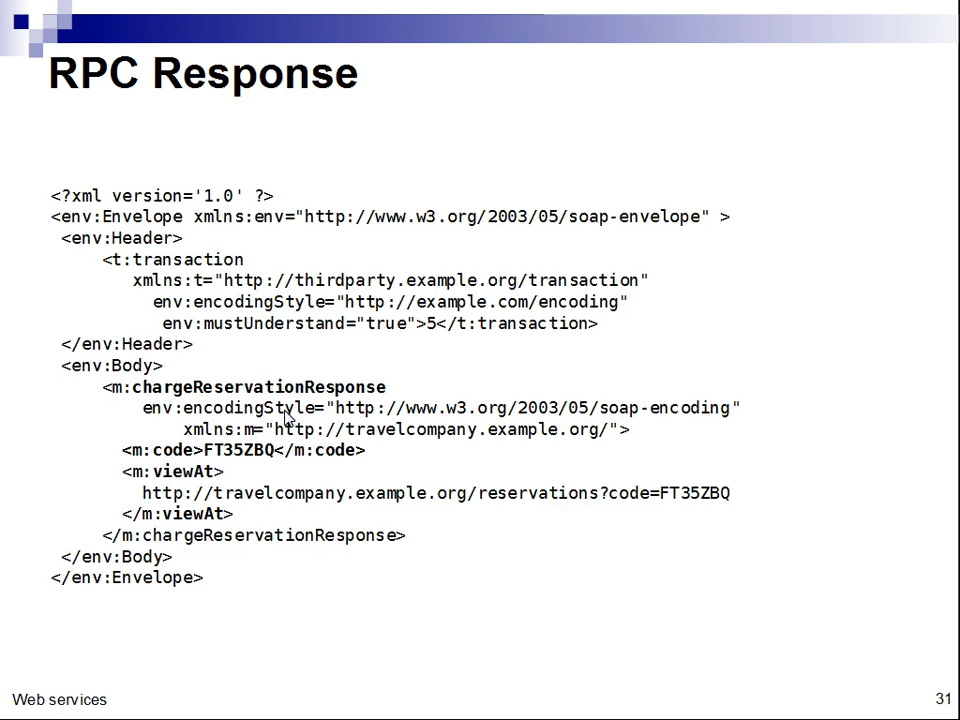 RPC Response
<?xml version='1.0' ?>
<env:Envelope xmlns:env="http://www.w3.org/2003/05/soap-envelope" >
<env:Header>
<t:transaction
xmlns:t="http://thirdparty.example.org/transaction"
env:encodingStyle="http://example.com/encoding"
env:mustUnderstand="true">5</t:transaction>
</env:Header>
<env:Body>
<m:chargeReservationResponse
env:encodingStyle="http://www.w3.org/2003/05/soap-encoding"
xmlns:m="http://travelcompany.example.org/">
<m:code>FT35ZBQ</m:code>
<m:viewAt>
http://travelcompany.example.org/reservations?code=FT35ZBQ
</m:viewAt>
</m:chargeReservationResponse>
</env:Body>
</env:Envelope>
Web services
31